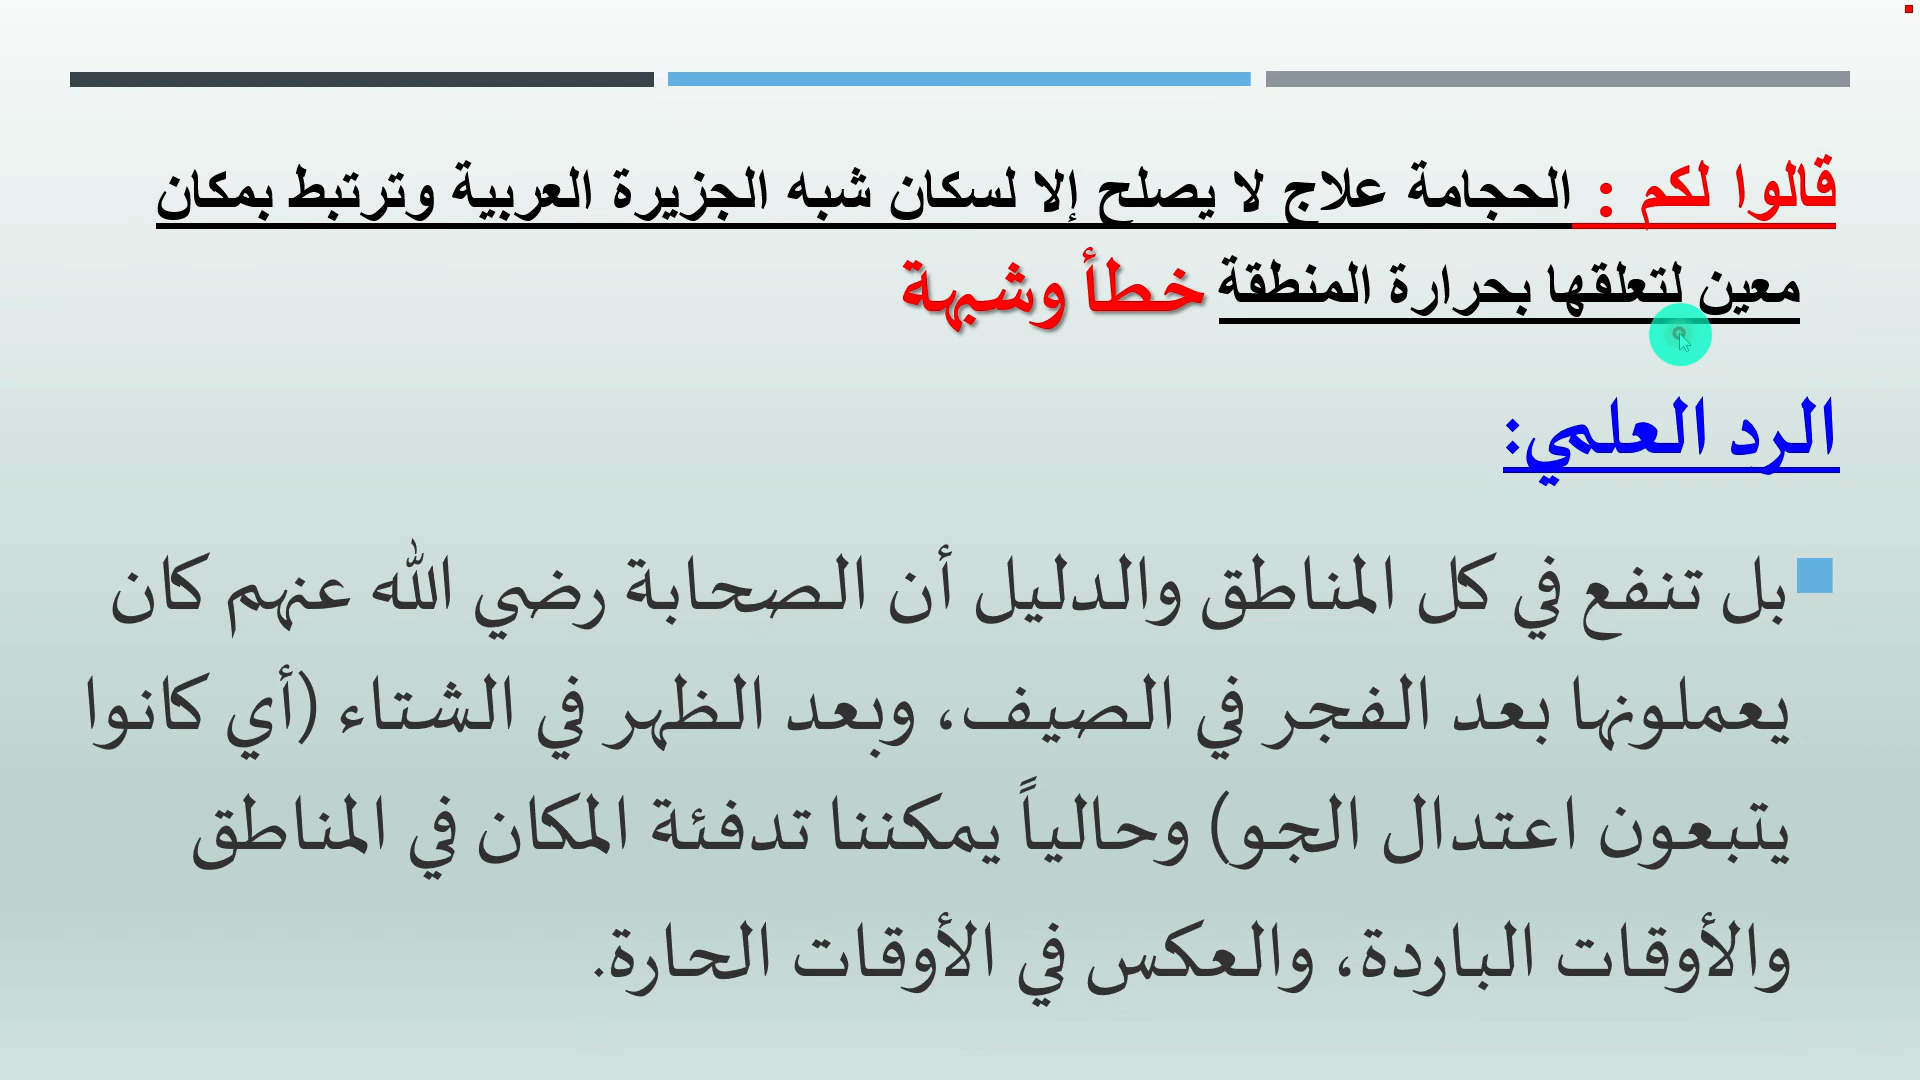 قالوا لكم : الحجامة علاج لا يصلح إلا لسكان شبه الجزيرة العربية وترتبط بمكان
معين لتعلقها بحرارة المنطقة خطأ وشبهة
الرد العلمي:
بل تنفع في كل المناطق والدليل أن الصحابة رضي الله عنهم كان
يعملونها بعد الفجر في الصيف، وبعد الظهر في الشتاء (أي كانوا
يتبعون اعتدال الجو) وحالياً يمكننا تدفئة المكان في المناطق
والأوقات الباردة، والعكس في الأوقات الحارة.